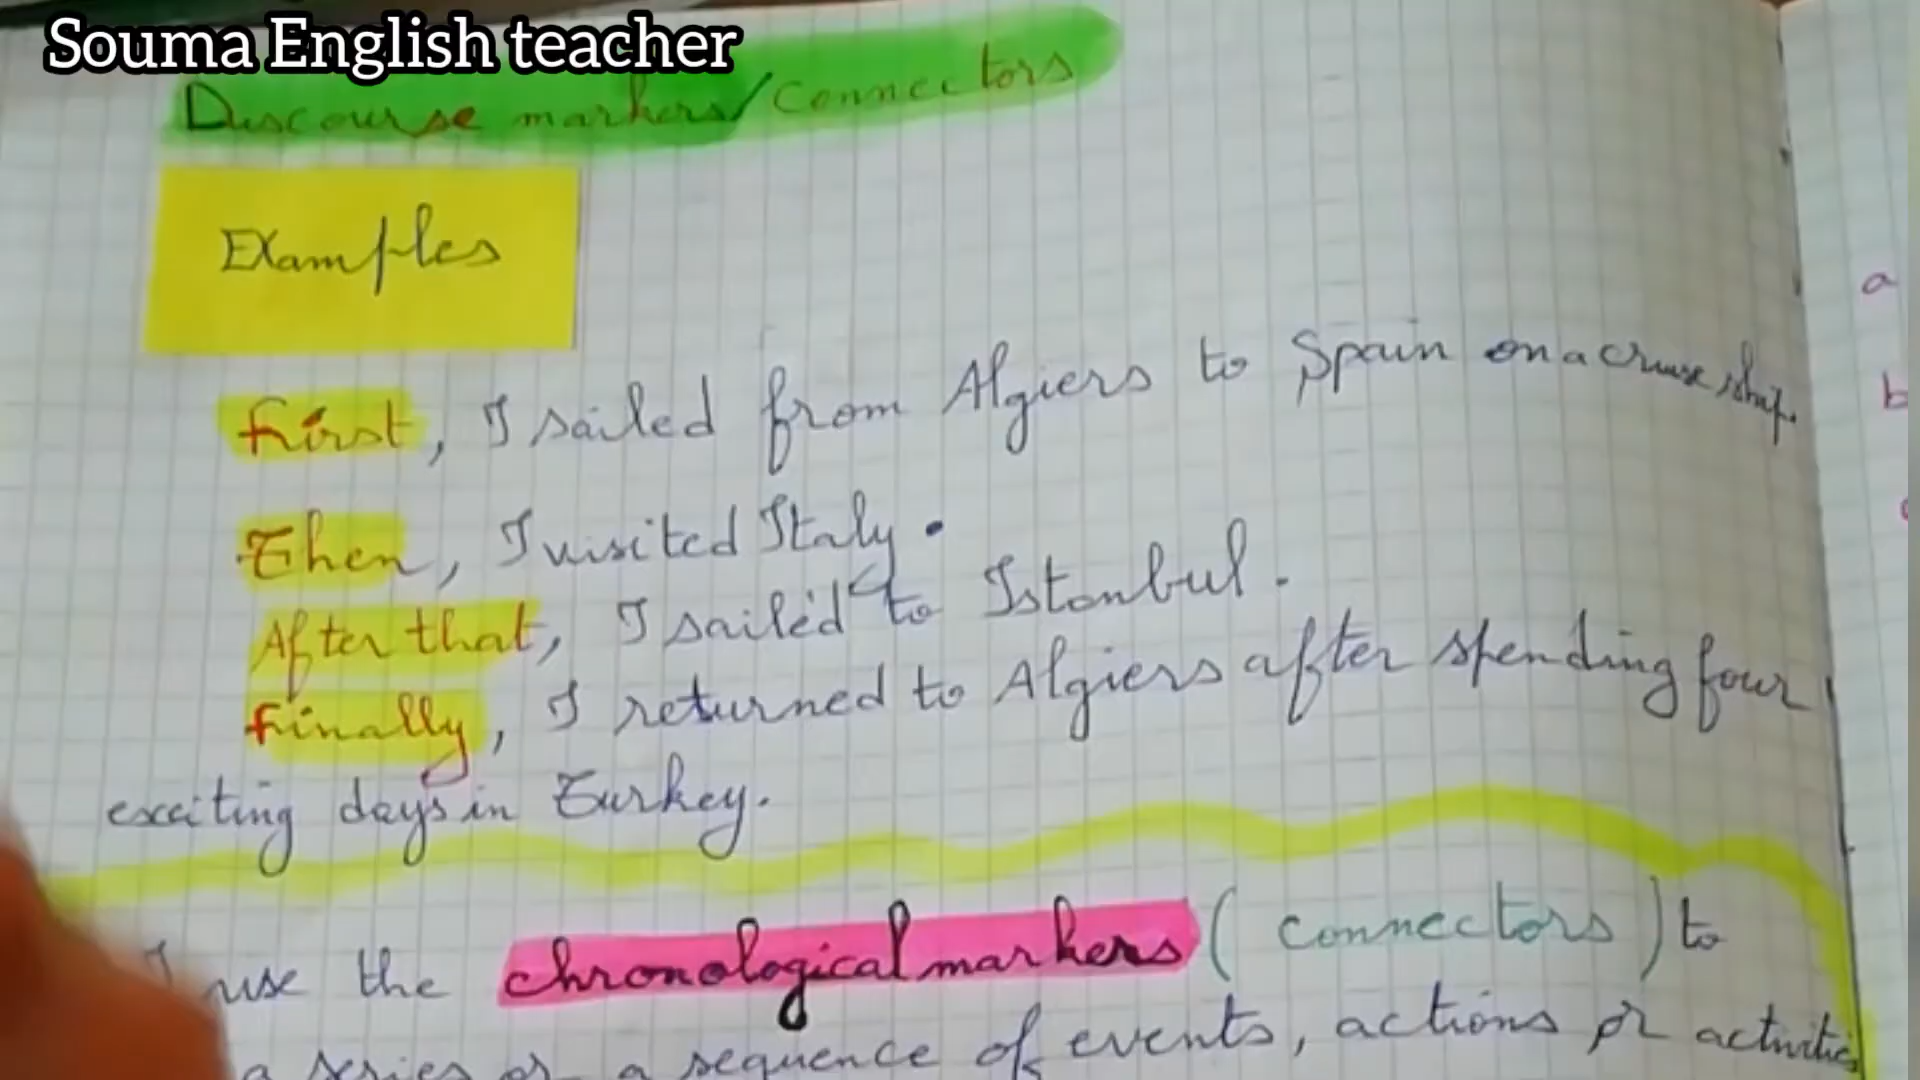 Souma English teacher
Discourse markers/connectors
Examples
First, I sailed from Algiers to Spain on a cruise ship.
Then, I visited Italy.
After that, I sailed to Istanbul.
Finally, I returned to Algiers after spending four
exciting days in Turkey.
I use the chronological markers (connectors) to
a series or a sequence of events, actions or activities
a
b